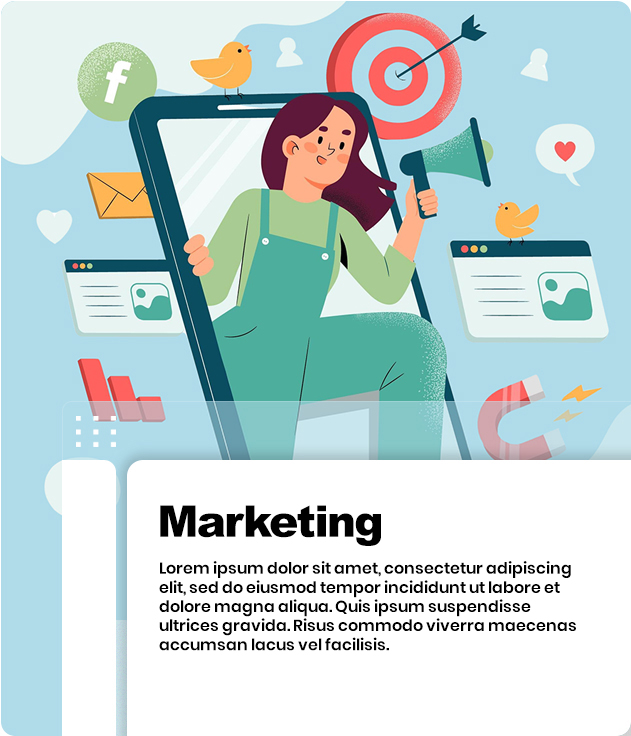 f
Marketing
Lorem ipsum dolor sit amet, consectetur adipiscing
elit, sed do eiusmod tempor incididunt ut labore et
dolore magna aliqua. Quis ipsum suspendisse
ultrices gravida. Risus commodo viverra maecenas
accumsan lacus vel facilisis.